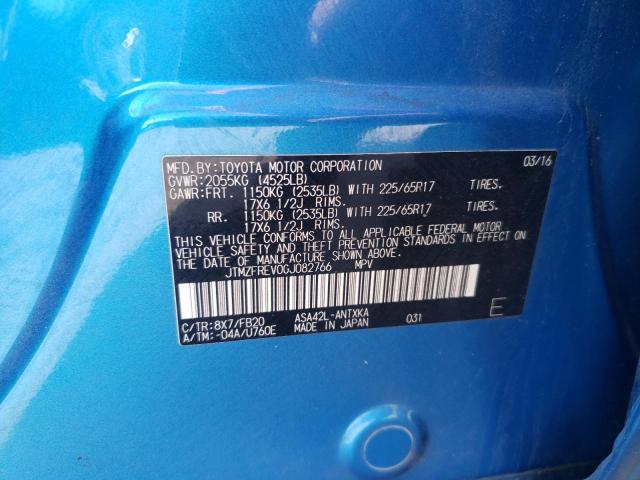 MFD.BY:TOYOTA MOTOR CORPORATION 03/16
GVWR:2055KG (4525LB)
GAWR:FRT. 1150KG (2535LB) WITH 225/65R17 TIRES.
17X6 1/2J RIMS.
RR. 1150KG (2535LB) WITH 225/65R17 TIRES.
17X6 1/2J RIMS.
THIS VEHICLE CONFORMS TO ALL APPLICABLE FEDERAL MOTOR
VEHICLE SAFETY AND THEFT PREVENTION STANDARDS IN EFFECT
ON THE DATE OF MANUFACTURE SHOWN ABOVE.
JTMZFREV0GJ082766 MPV
C/TR:8X7/FB20 ASA42L-ANTXKA 031 E
A/TM:-04A/U760E MADE IN JAPAN